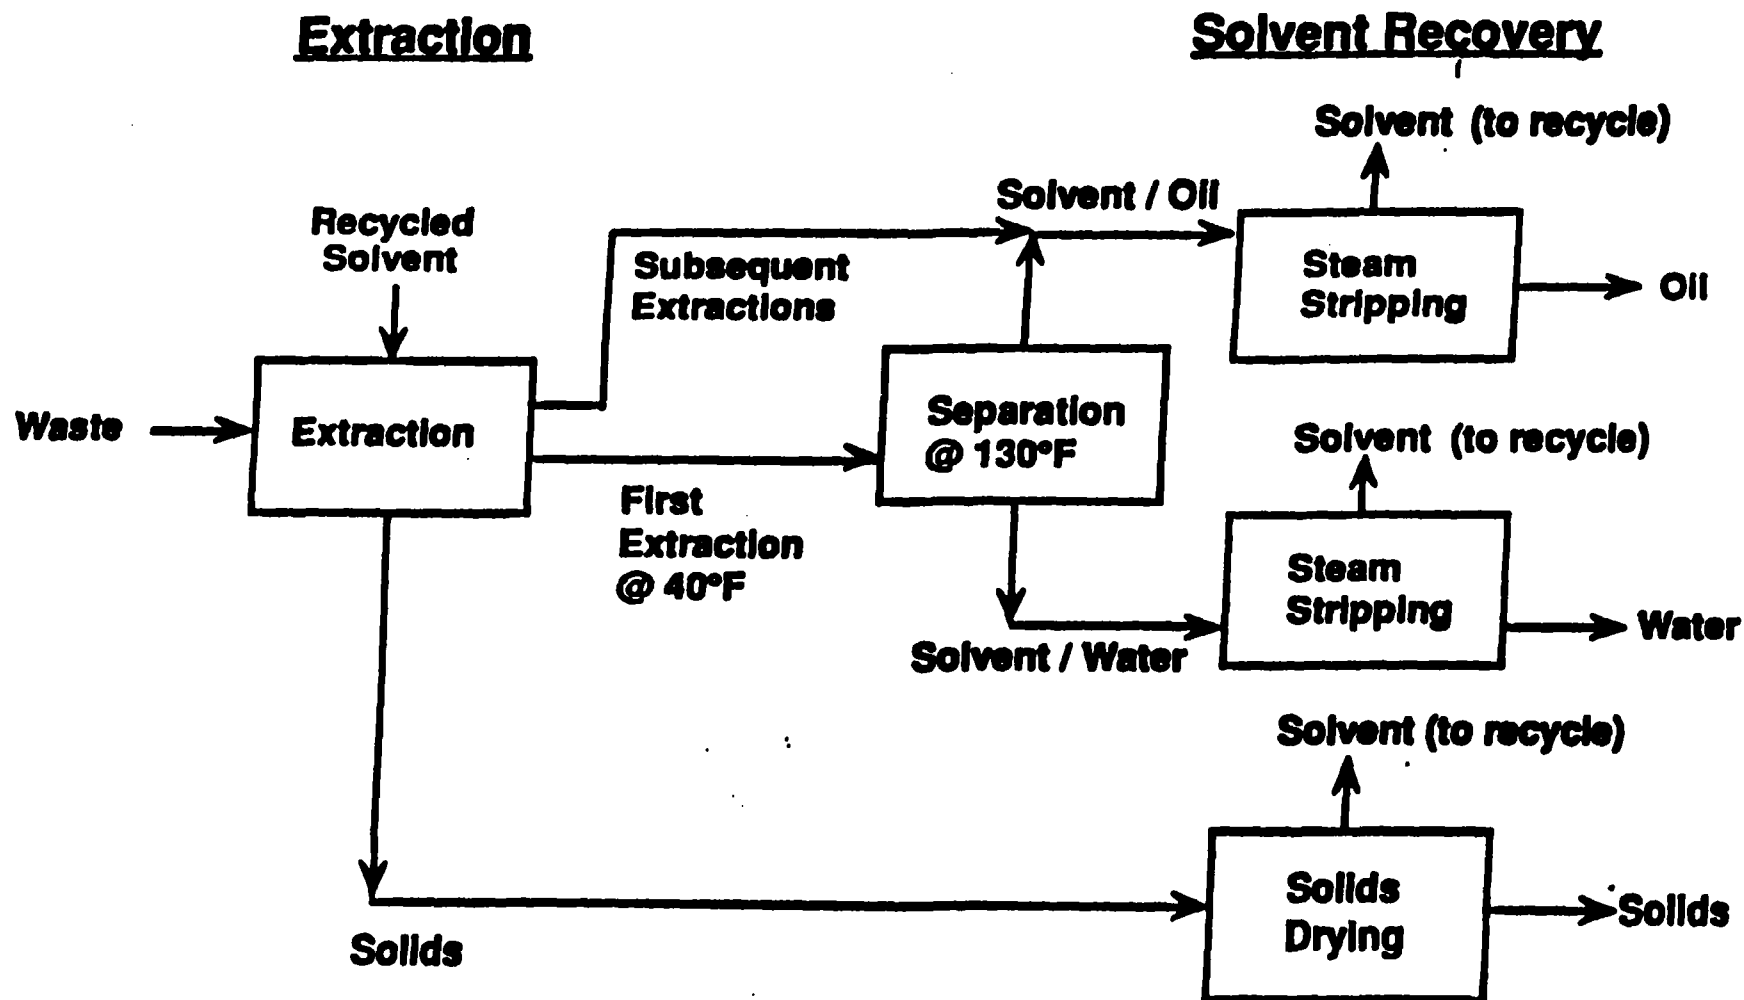 Extraction
Solvent Recovery
Solvent (to recycle)
Solvent / Oil
Recycled
Solvent
Subsequent
Extractions
Steam
Stripping
Oil
Waste
Extraction
Separation
@ 130°F
Solvent (to recycle)
First
Extraction
@ 40°F
Steam
Stripping
Water
Solvent / Water
Solvent (to recycle)
Solids
Drying
Solids
Solids